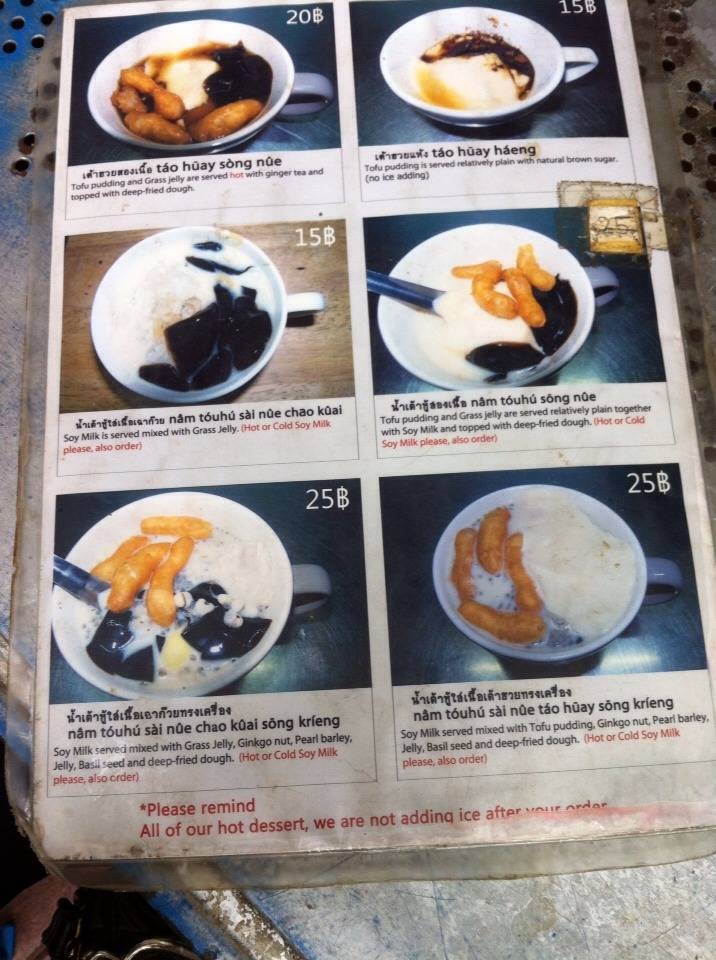 20฿
เต้าฮวยสองเนื้อ táo hūay sòng nûe
Tofu pudding and Grass jelly are served hot with ginger tea and
topped with deep-fried dough.
15฿
เต้าฮวยแห้ง táo hūay háeng
Tofu pudding is served relatively plain with natural brown sugar.
(no ice adding)
15฿
น้ำเต้าหู้ใส่เนื้อเฉาก๊วย nâm tóuhú sài nûe chao kûai
Soy Milk is served mixed with Grass Jelly. (Hot or Cold Soy Milk
please, also order)
25
น้ำเต้าหู้สองเนื้อ nâm tóuhú sõng nûe
Tofu pudding and Grass jelly are served relatively plain together
with Soy Milk and topped with deep-fried dough. (Hot or Cold
Soy Milk please, also order)
25฿
น้ำเต้าหู้ใส่เนื้อเฉาก๊วยทรงเครื่อง
nâm tóuhú sài nûe chao kûai sõng kríeng
Soy Milk served mixed with Grass Jelly, Ginkgo nut, Pearl barley,
Jelly, Basil seed and deep-fried dough. (Hot or Cold Soy Milk
please, also order)
25฿
น้ำเต้าหู้ใส่เนื้อเต้าฮวยทรงเครื่อง
nâm tóuhú sài nûe táo hûay sõng kríeng
Soy Milk served mixed with Tofu pudding, Ginkgo nut, Pearl barley,
Jelly, Basil seed and deep-fried dough. (Hot or Cold Soy Milk
please, also order)
*Please remind
All of our hot dessert, we are not adding ice after your order